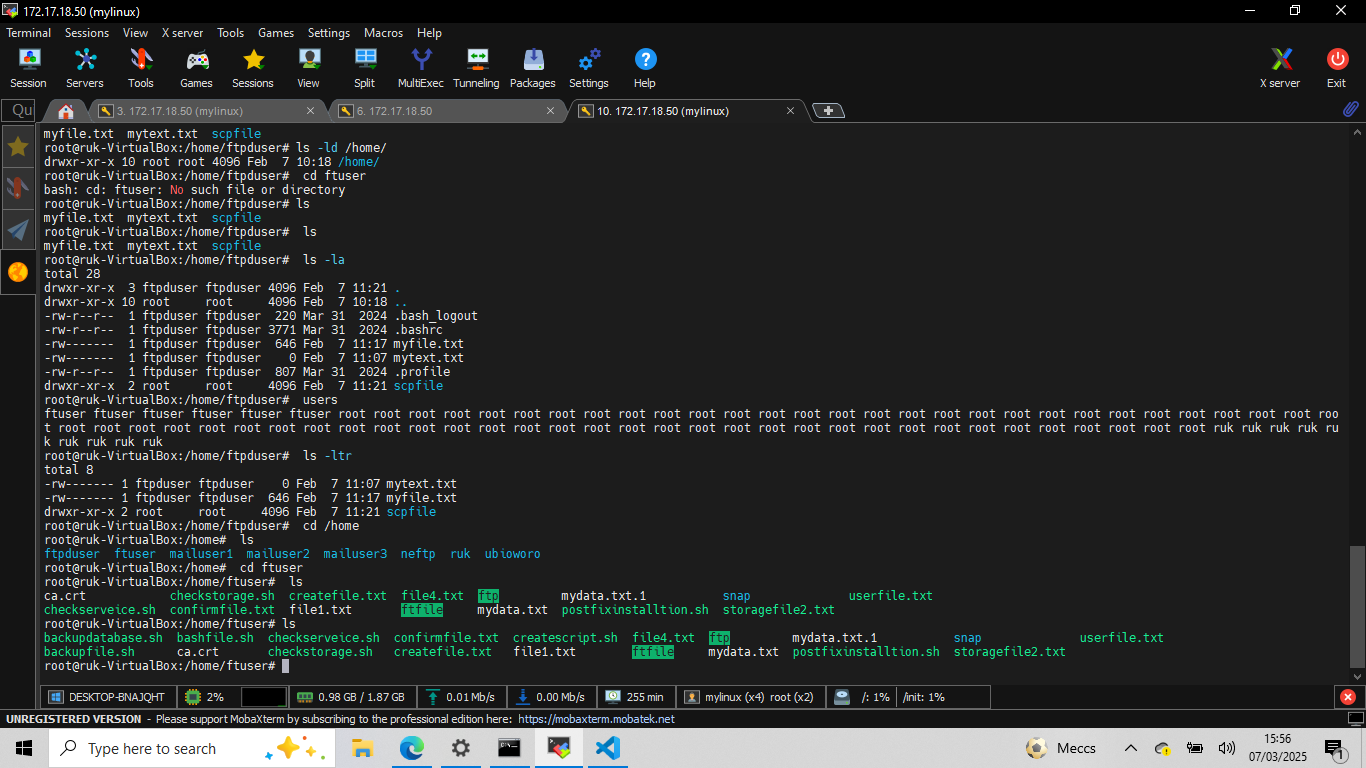 172.17.18.50 (mylinux)
Terminal Sessions View X server Tools Games Settings Macros Help
Session Servers Tools Games Sessions View Split MultiExec Tunneling Packages Settings Help X server Exit
Qu 3. 172.17.18.50 (mylinux) 6. 172.17.18.50 10. 172.17.18.50 (mylinux)
myfile.txt  mytext.txt  scpfile
root@ruk-VirtualBox:/home/ftpduser# ls -ld /home/
drwxr-xr-x 10 root root 4096 Feb  7 10:18 /home/
root@ruk-VirtualBox:/home/ftpduser#  cd ftuser
bash: cd: ftuser: No such file or directory
root@ruk-VirtualBox:/home/ftpduser# ls
myfile.txt  mytext.txt  scpfile
root@ruk-VirtualBox:/home/ftpduser#  ls
myfile.txt  mytext.txt  scpfile
root@ruk-VirtualBox:/home/ftpduser#  ls -la
total 28
drwxr-xr-x  3 ftpduser ftpduser 4096 Feb  7 11:21 .
drwxr-xr-x 10 root     root     4096 Feb  7 10:18 ..
-rw-r--r--  1 ftpduser ftpduser  220 Mar 31  2024 .bash_logout
-rw-r--r--  1 ftpduser ftpduser 3771 Mar 31  2024 .bashrc
-rw-------  1 ftpduser ftpduser  646 Feb  7 11:17 myfile.txt
-rw-------  1 ftpduser ftpduser    0 Feb  7 11:07 mytext.txt
-rw-r--r--  1 ftpduser ftpduser  807 Mar 31  2024 .profile
drwxr-xr-x  2 root     root     4096 Feb  7 11:21 scpfile
root@ruk-VirtualBox:/home/ftpduser#  users
ftuser ftuser ftuser ftuser ftuser ftuser root root root root root root root root root root root root root root root root root root root root root root root root root root root root roo
t root root root root root root root root root root root root root root root root root root root root root root root root root root root root root root root root root ruk ruk ruk ruk ru
k ruk ruk ruk ruk
root@ruk-VirtualBox:/home/ftpduser#  ls -ltr
total 8
-rw------- 1 ftpduser ftpduser    0 Feb  7 11:07 mytext.txt
-rw------- 1 ftpduser ftpduser  646 Feb  7 11:17 myfile.txt
drwxr-xr-x 2 root     root     4096 Feb  7 11:21 scpfile
root@ruk-VirtualBox:/home/ftpduser#  cd /home
root@ruk-VirtualBox:/home#  ls
ftpduser  ftuser  mailuser1  mailuser2  mailuser3  neftp  ruk  ubioworo
root@ruk-VirtualBox:/home#  cd ftuser
root@ruk-VirtualBox:/home/ftuser#  ls
ca.crt            checkstorage.sh  createfile.txt  file4.txt  ftp         mydata.txt.1            snap              userfile.txt
checkserveice.sh  confirmfile.txt  file1.txt       ftfile     mydata.txt  postfixinstalltion.sh  storagefile2.txt
root@ruk-VirtualBox:/home/ftuser# ls
backupdatabase.sh  bashfile.sh  checkserveice.sh  confirmfile.txt  createscript.sh  file4.txt  ftp         mydata.txt.1           snap              userfile.txt
backupfile.sh      ca.crt       checkstorage.sh   createfile.txt   file1.txt        ftfile     mydata.txt  postfixinstalltion.sh  storagefile2.txt
root@ruk-VirtualBox:/home/ftuser#
DESKTOP-BNAJQHT 2% 0.98 GB / 1.87 GB 0.01 Mb/s 0.00 Mb/s 255 min mylinux (x4) root (x2) /: 1% /init: 1%
UNREGISTERED VERSION - Please support MobaXterm by subscribing to the professional edition here: https://mobaxterm.mobatek.net
Type here to search Meccs 15:56
07/03/2025 1